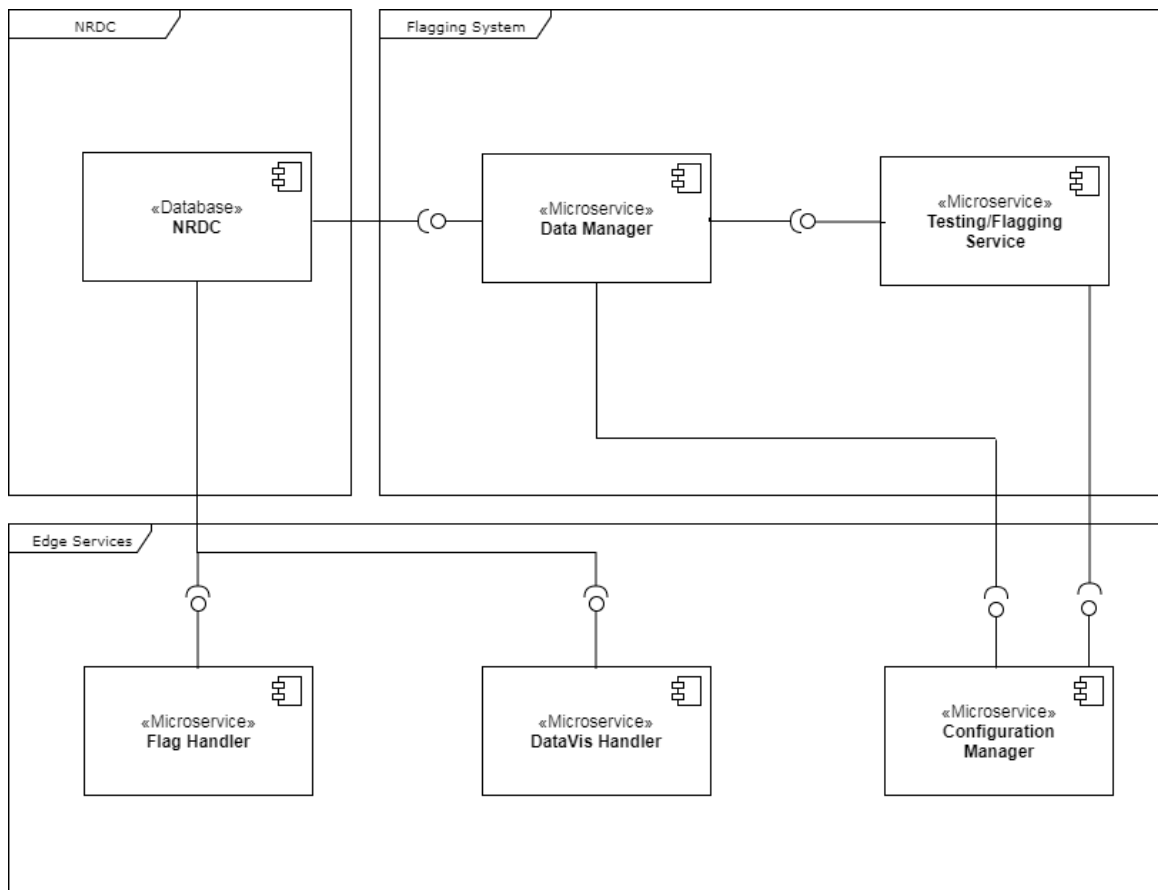 NRDC
Flagging System
«Database»
NRDC
«Microservice»
Data Manager
«Microservice»
Testing/Flagging
Service
Edge Services
«Microservice»
Flag Handler
«Microservice»
DataVis Handler
«Microservice»
Configuration
Manager